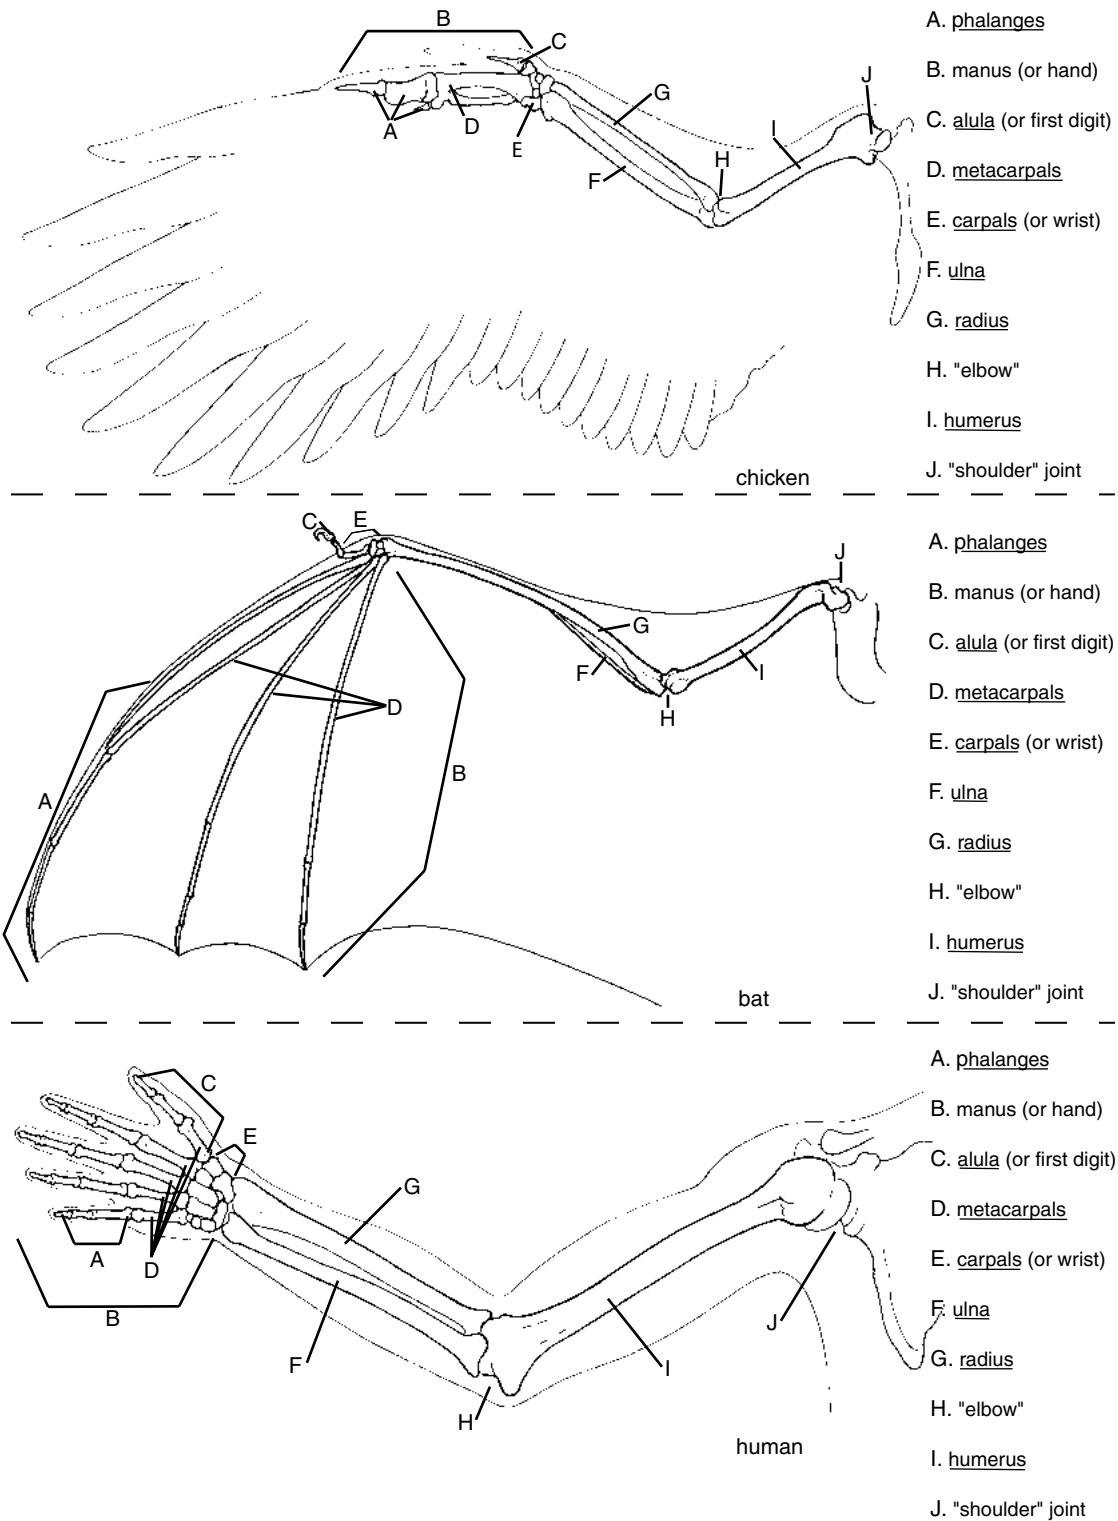 B
C
J
G
I
A
D
E
H
F
A. phalanges
B. manus (or hand)
C. alula (or first digit)
D. metacarpals
E. carpals (or wrist)
F. ulna
G. radius
H. "elbow"
I. humerus
J. "shoulder" joint
chicken
C
E
J
G
F
I
H
D
B
A
A. phalanges
B. manus (or hand)
C. alula (or first digit)
D. metacarpals
E. carpals (or wrist)
F. ulna
G. radius
H. "elbow"
I. humerus
J. "shoulder" joint
bat
C
E
G
A
D
B
F
H
I
J
A. phalanges
B. manus (or hand)
C. alula (or first digit)
D. metacarpals
E. carpals (or wrist)
F. ulna
G. radius
H. "elbow"
I. humerus
J. "shoulder" joint
human